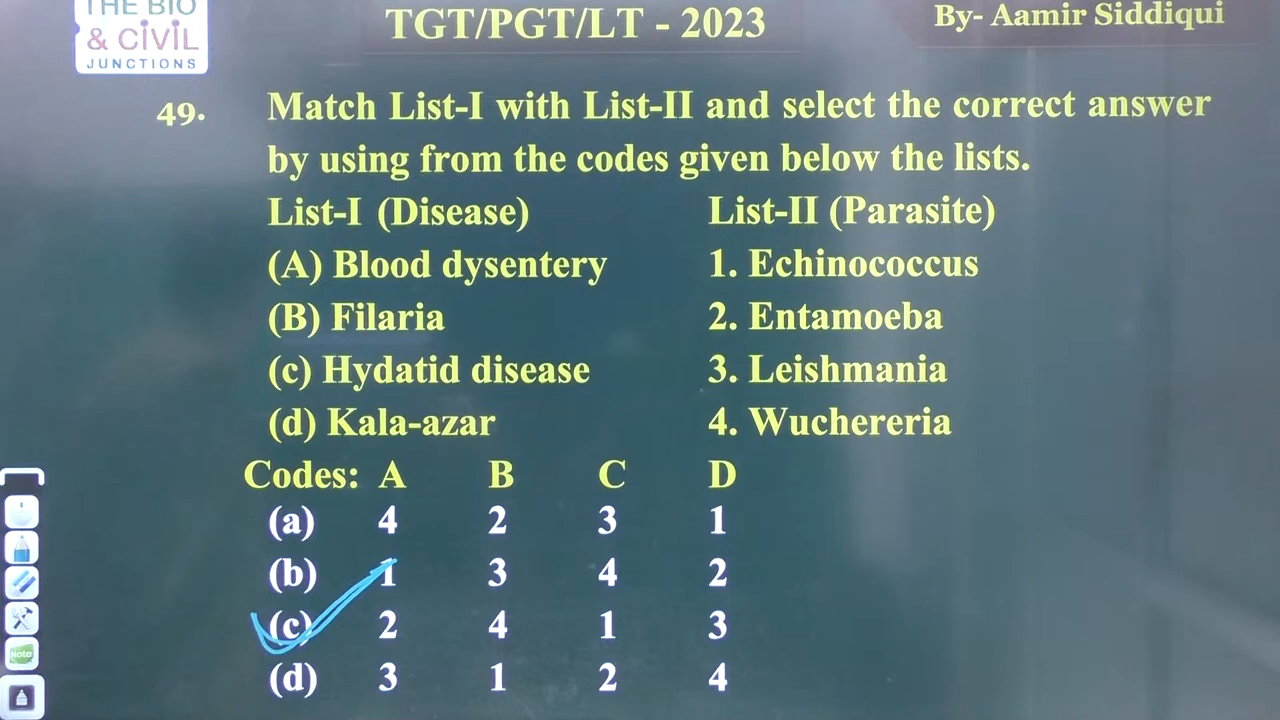 THE BIO
& CiViL
JUNCTIONS
TGT/PGT/LT - 2023
By- Aamir Siddiqui
49. Match List-I with List-II and select the correct answer
by using from the codes given below the lists.
List-I (Disease) List-II (Parasite)
(A) Blood dysentery 1. Echinococcus
(B) Filaria 2. Entamoeba
(c) Hydatid disease 3. Leishmania
(d) Kala-azar 4. Wuchereria
Codes: A B C D
(a) 4 2 3 1
(b) 1 3 4 2
(c) 2 4 1 3
(d) 3 1 2 4
Note